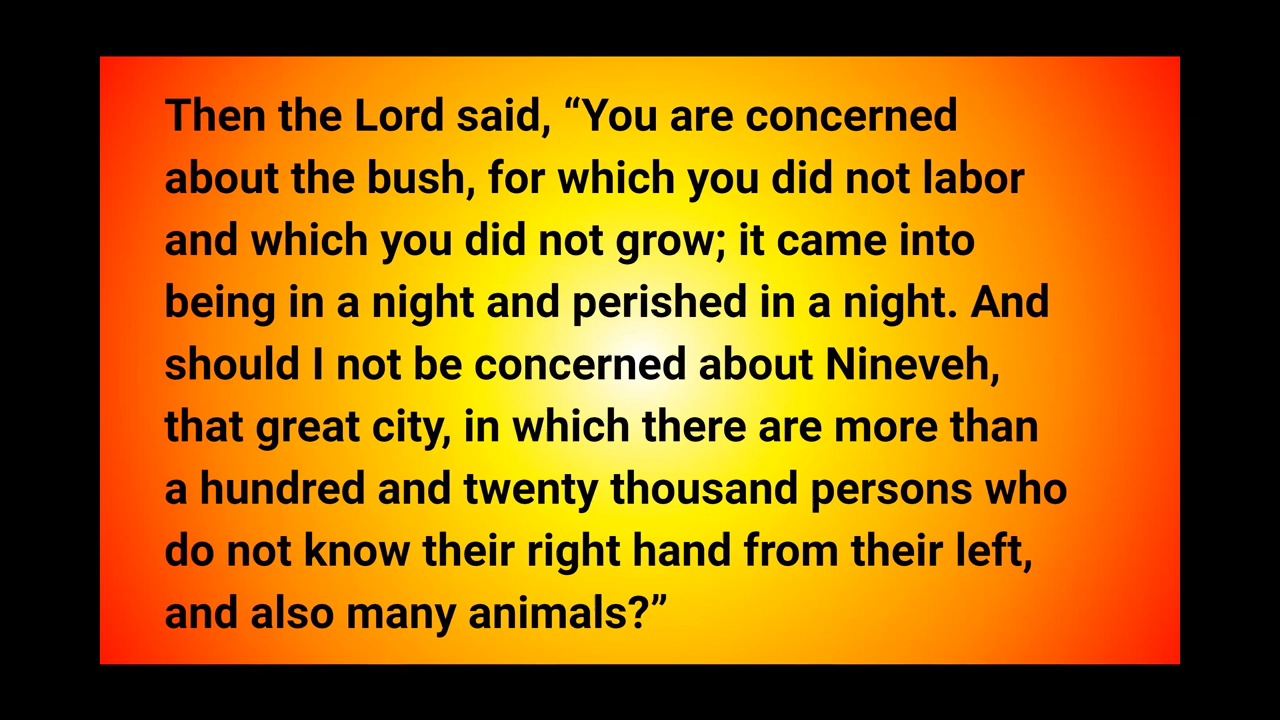 Then the Lord said, “You are concerned
about the bush, for which you did not labor
and which you did not grow; it came into
being in a night and perished in a night. And
should I not be concerned about Nineveh,
that great city, in which there are more than
a hundred and twenty thousand persons who
do not know their right hand from their left,
and also many animals?”